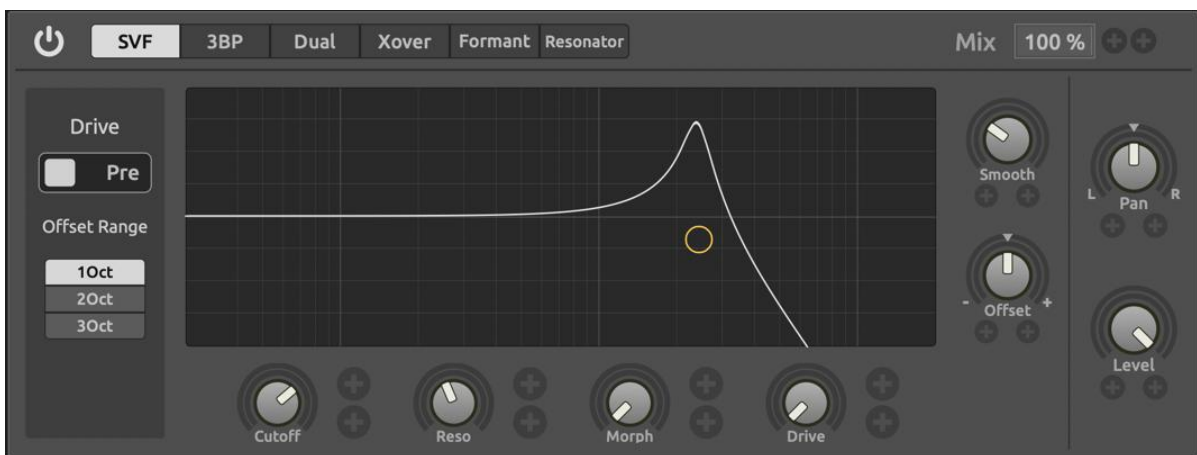 SVF 3BP Dual Xover Formant Resonator Mix 100 %
Drive
Pre
Offset Range
1Oct
2Oct
3Oct
Smooth
- Offset +
L Pan R
Level
Cutoff Reso Morph Drive